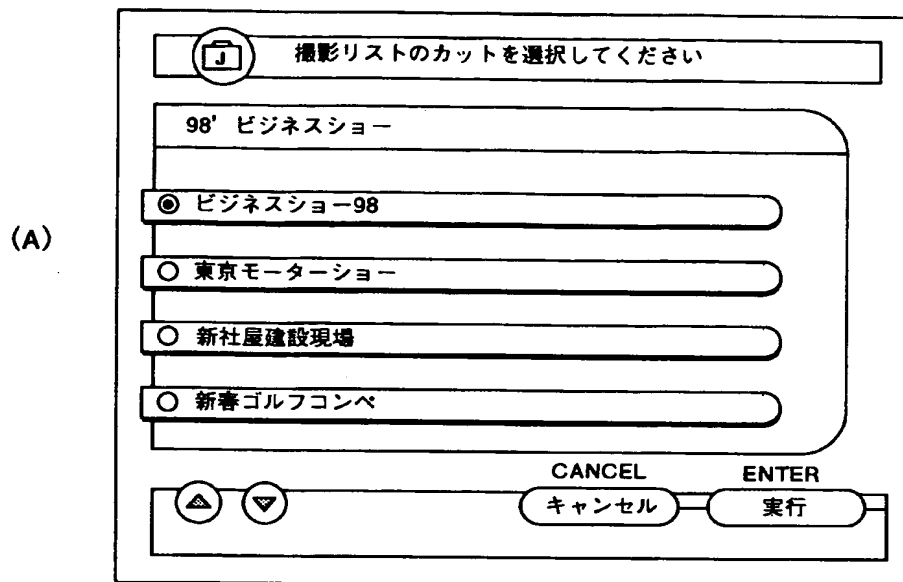 J
撮影リストのカットを選択してください
98' ビジネスショー
ビジネスショー98
(A)
東京モーターショー
新社屋建設現場
新春ゴルフコンペ
CANCEL
ENTER
キャンセル
実行